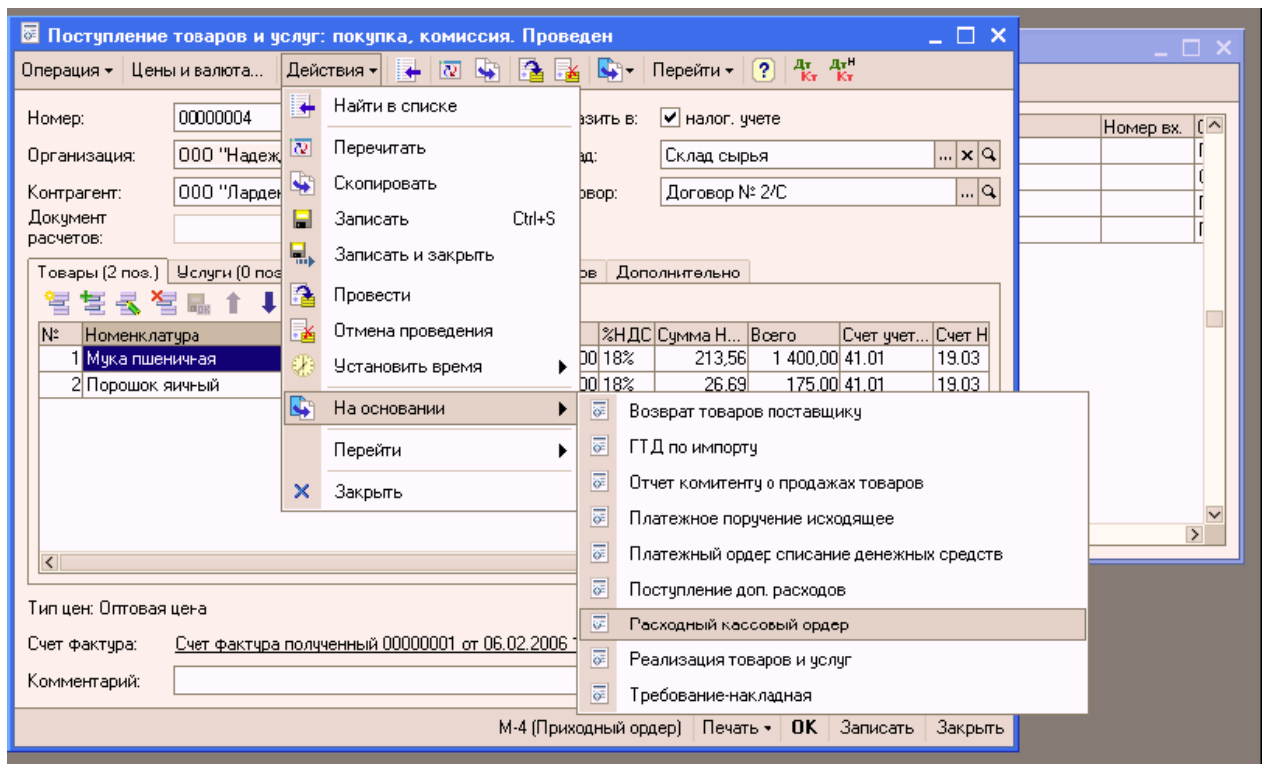 Поступление товаров и услуг: покупка, комиссия. Проведен
Операция Цены и валюта... Действия Перейти ? Дт Кт Дт Н Кт
Найти в списке
Номер: 00000004 налог. учете
Номер вх.
Перечитать
Организация: ООО "Надеж Склад сырья ...
Скопировать
Контрагент: ООО "Ларден Договор № 2/С ...
Документ расчетов:
Записать Ctrl+S
Записать и закрыть
Товары (2 поз.) Услуги (0 поз Дополнительно
Провести
Отмена проведения
№ Номенклатура %НДС Сумма Н... Всего Счет учет... Счет Н
1 Мука пшеничная 00 18% 213,56 1 400,00 41.01 19.03
Установить время
2 Порошок яичный 00 18% 26,69 175,00 41.01 19.03
На основании
Возврат товаров поставщику
ГТД по импорту
Перейти
Отчет комитенту о продажах товаров
Закрыть
Платежное поручение исходящее
Платежный ордер списание денежных средств
Поступление доп. расходов
Тип цен: Оптовая цена
Расходный кассовый ордер
Счет фактура: Счет фактура полученный 00000001 от 06.02.2006
Реализация товаров и услуг
Комментарий:
Требование-накладная
М-4 (Приходный ордер) Печать OK Записать Закрыть